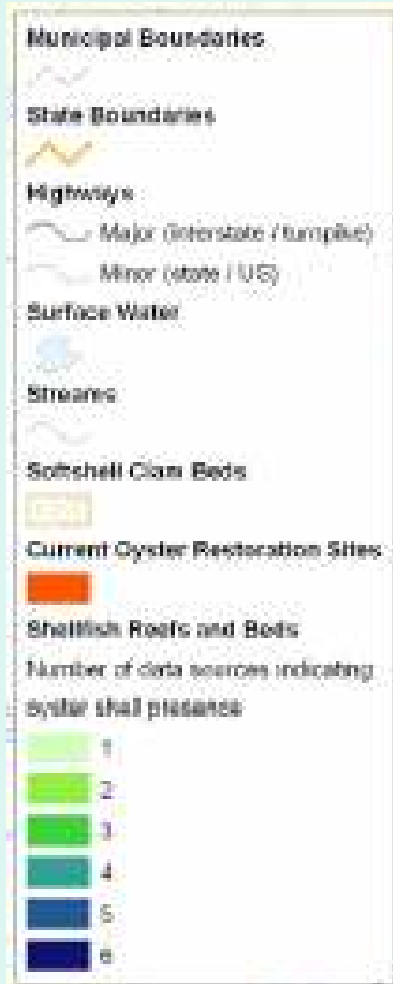 Municipal Boundaries
State Boundaries
Highways
Major (interstate / turnpike)
Minor (state / US)
Surface Water
Streams
Softshell Clam Beds
Current Oyster Restoration Sites
Shellfish Reefs and Beds
Number of data sources indicating
oyster shell presence
1
2
3
4
5
6